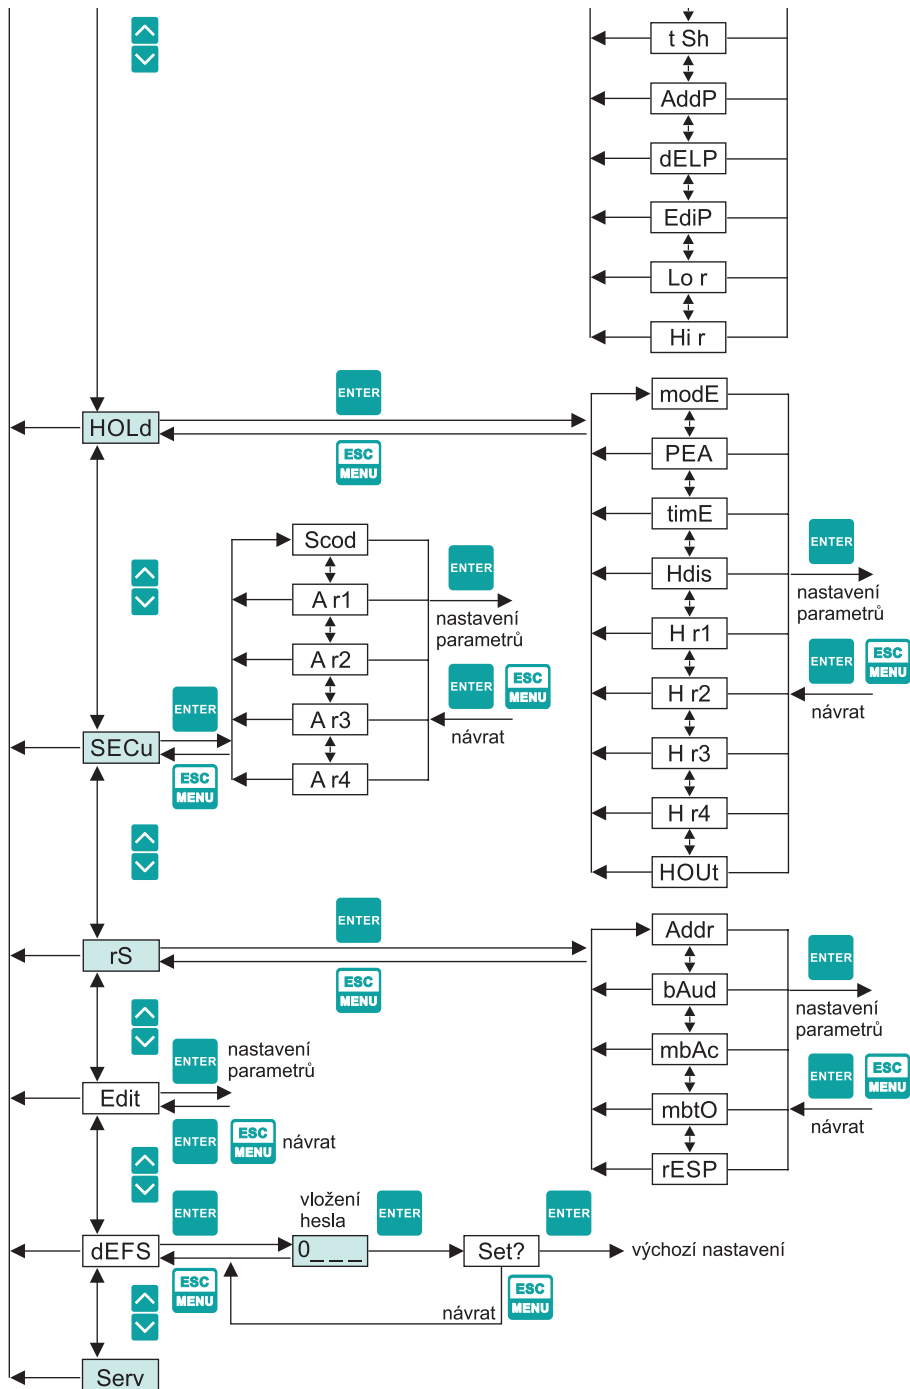 t Sh
AddP
dELP
EdiP
Lo r
Hi r
ENTER
HOLd
ESC
MENU
modE
PEA
timE
Hdis
H r1
H r2
H r3
H r4
HOUt
ENTER
nastavení
parametrů
ENTER
ESC
MENU
návrat
Scod
A r1
A r2
A r3
A r4
ENTER
nastavení
parametrů
ENTER
ESC
MENU
návrat
ENTER
SECu
ESC
MENU
ENTER
rS
ESC
MENU
Addr
bAud
mbAc
mbtO
rESP
ENTER
nastavení
parametrů
ENTER
ESC
MENU
návrat
ENTER
nastavení
parametrů
Edit
ENTER
ESC
MENU
návrat
ENTER
vložení
hesla
ENTER
ENTER
dEFS
0_ _ _
Set?
výchozí nastavení
ESC
MENU
návrat
ESC
MENU
Serv